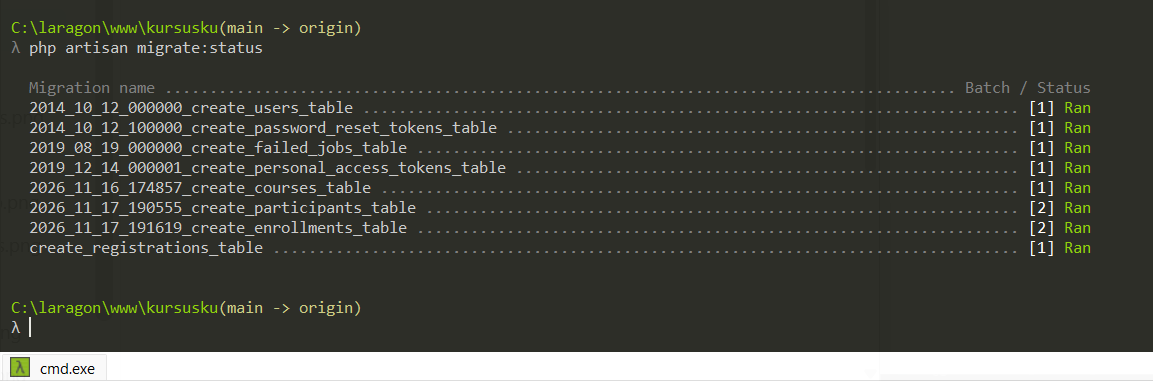 C:\laragon\www\kursusku(main -> origin)
λ php artisan migrate:status
Migration name ........................................................................................ Batch / Status
2014_10_12_000000_create_users_table ......................................................................... [1] Ran
2014_10_12_100000_create_password_reset_tokens_table ......................................................... [1] Ran
2019_08_19_000000_create_failed_jobs_table ................................................................... [1] Ran
2019_12_14_000001_create_personal_access_tokens_table ........................................................ [1] Ran
2026_11_16_174857_create_courses_table ....................................................................... [1] Ran
2026_11_17_190555_create_participants_table .................................................................. [2] Ran
2026_11_17_191619_create_enrollments_table ................................................................... [2] Ran
create_registrations_table ................................................................................... [1] Ran
C:\laragon\www\kursusku(main -> origin)
λ
λ cmd.exe